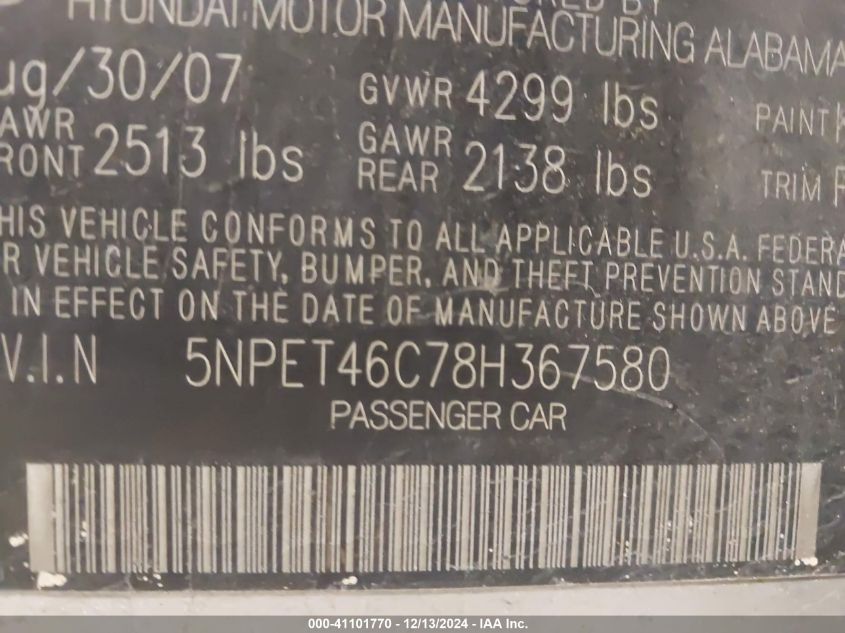 HYUNDAI MOTOR MANUFACTURING ALABAMA
ug/30/07 GVWR 4299 lbs PAINT
AWR RONT 2513 lbs GAWR REAR 2138 lbs TRIM
HIS VEHICLE CONFORMS TO ALL APPLICABLE U.S.A. FEDERA
R VEHICLE SAFETY, BUMPER, AND THEFT PREVENTION STAND
IN EFFECT ON THE DATE OF MANUFACTURE SHOWN ABOVE
V.I.N 5NPET46C78H367580
PASSENGER CAR
000-41101770 - 12/13/2024 - IAA Inc.